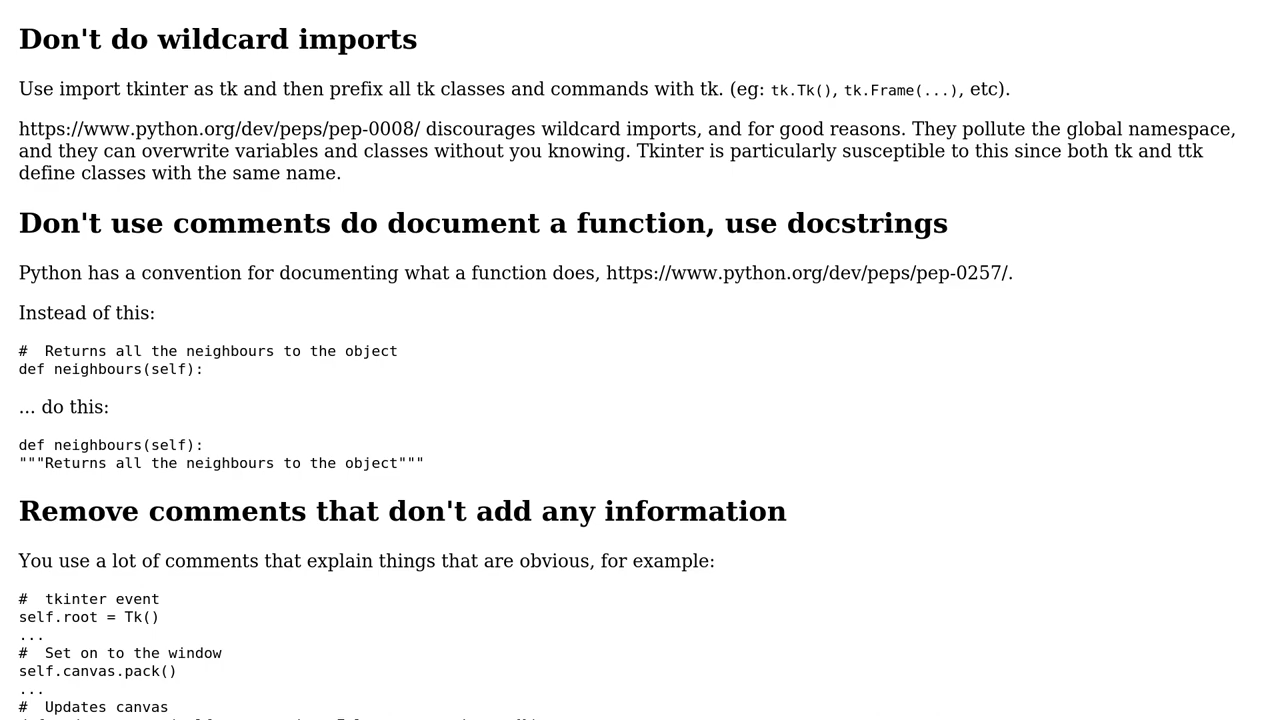 Don't do wildcard imports
Use import tkinter as tk and then prefix all tk classes and commands with tk. (eg: tk.Tk(), tk.Frame(...), etc).
https://www.python.org/dev/peps/pep-0008/ discourages wildcard imports, and for good reasons. They pollute the global namespace,
and they can overwrite variables and classes without you knowing. Tkinter is particularly susceptible to this since both tk and ttk
define classes with the same name.
Don't use comments do document a function, use docstrings
Python has a convention for documenting what a function does, https://www.python.org/dev/peps/pep-0257/.
Instead of this:
#  Returns all the neighbours to the object
def neighbours(self):
... do this:
def neighbours(self):
"""Returns all the neighbours to the object"""
Remove comments that don't add any information
You use a lot of comments that explain things that are obvious, for example:
#  tkinter event
self.root = Tk()
...
#  Set on to the window
self.canvas.pack()
...
#  Updates canvas